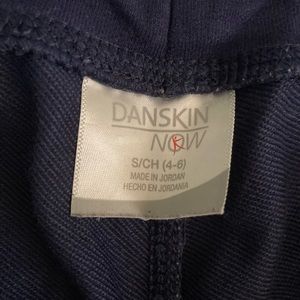 DANSKIN
NOW
S/CH (4-6)
MADE IN JORDAN
HECHO EN JORDANIA